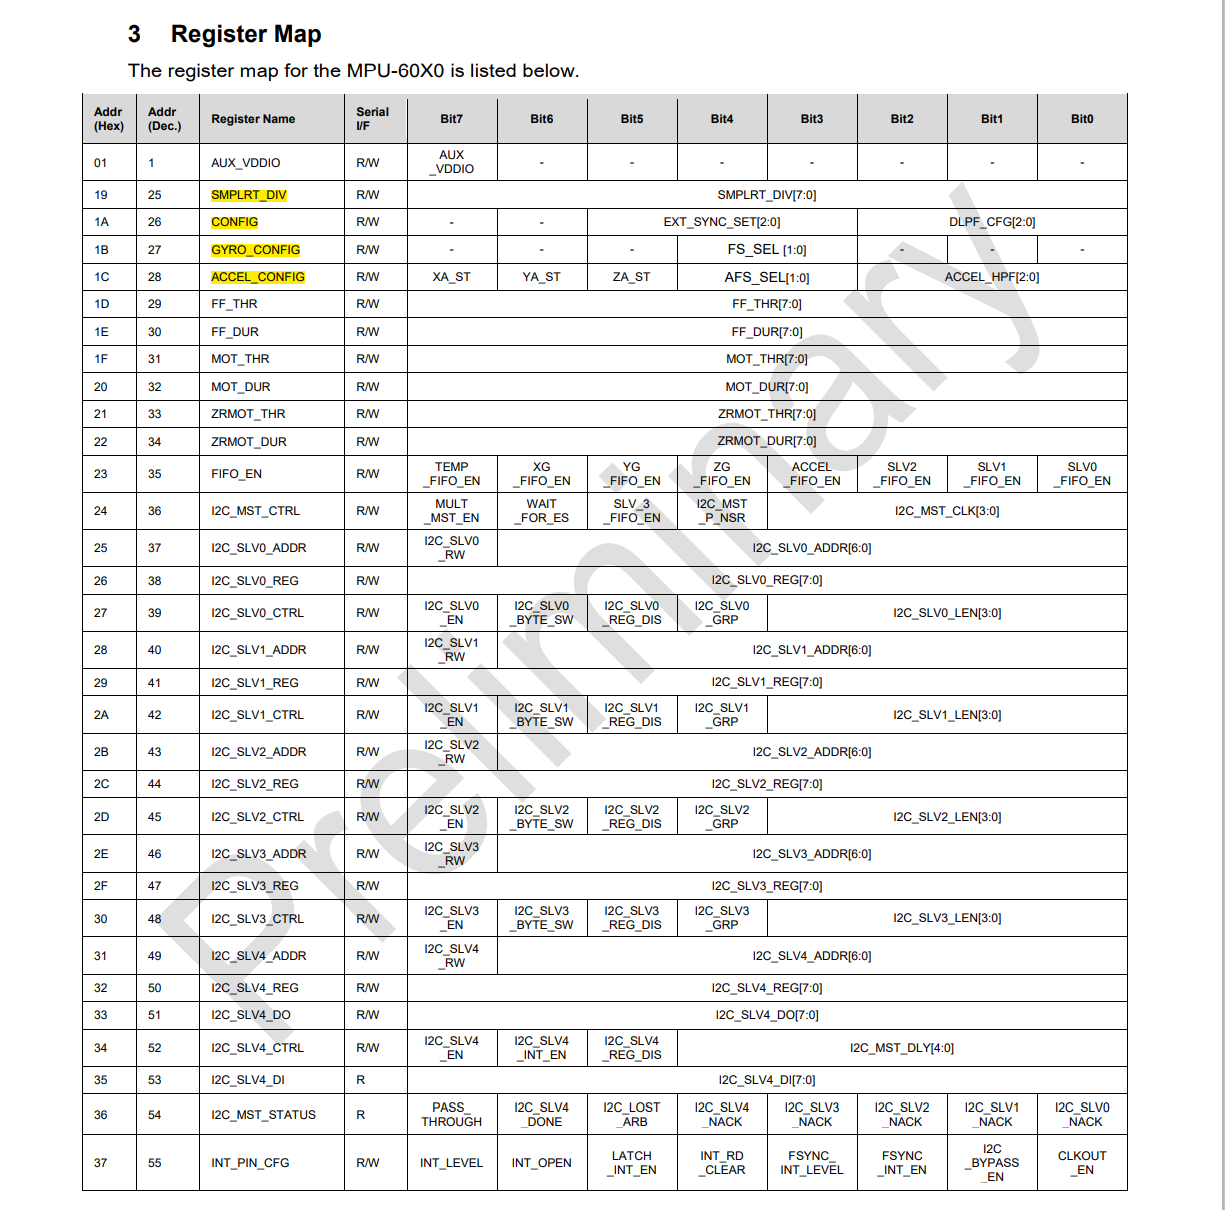 3 Register Map
The register map for the MPU-60X0 is listed below.
Addr (Hex) Addr (Dec.) Register Name Serial I/F Bit7 Bit6 Bit5 Bit4 Bit3 Bit2 Bit1 Bit0
01 1 AUX_VDDIO R/W AUX _VDDIO - - - - - - -
19 25 SMPLRT_DIV R/W SMPLRT_DIV[7:0]
1A 26 CONFIG R/W - - EXT_SYNC_SET[2:0] DLPF_CFG[2:0]
1B 27 GYRO_CONFIG R/W - - - FS_SEL [1:0] - - -
1C 28 ACCEL_CONFIG R/W XA_ST YA_ST ZA_ST AFS_SEL[1:0] ACCEL_HPF[2:0]
1D 29 FF_THR R/W FF_THR[7:0]
1E 30 FF_DUR R/W FF_DUR[7:0]
1F 31 MOT_THR R/W MOT_THR[7:0]
20 32 MOT_DUR R/W MOT_DUR[7:0]
21 33 ZRMOT_THR R/W ZRMOT_THR[7:0]
22 34 ZRMOT_DUR R/W ZRMOT_DUR[7:0]
23 35 FIFO_EN R/W TEMP _FIFO_EN XG _FIFO_EN YG _FIFO_EN ZG _FIFO_EN ACCEL _FIFO_EN SLV2 _FIFO_EN SLV1 _FIFO_EN SLV0 _FIFO_EN
24 36 I2C_MST_CTRL R/W MULT _MST_EN WAIT _FOR_ES SLV_3 _FIFO_EN I2C_MST _P_NSR I2C_MST_CLK[3:0]
25 37 I2C_SLV0_ADDR R/W I2C_SLV0 _RW I2C_SLV0_ADDR[6:0]
26 38 I2C_SLV0_REG R/W I2C_SLV0_REG[7:0]
27 39 I2C_SLV0_CTRL R/W I2C_SLV0 _EN I2C_SLV0 _BYTE_SW I2C_SLV0 _REG_DIS I2C_SLV0 _GRP I2C_SLV0_LEN[3:0]
28 40 I2C_SLV1_ADDR R/W I2C_SLV1 _RW I2C_SLV1_ADDR[6:0]
29 41 I2C_SLV1_REG R/W I2C_SLV1_REG[7:0]
2A 42 I2C_SLV1_CTRL R/W I2C_SLV1 _EN I2C_SLV1 _BYTE_SW I2C_SLV1 _REG_DIS I2C_SLV1 _GRP I2C_SLV1_LEN[3:0]
2B 43 I2C_SLV2_ADDR R/W I2C_SLV2 _RW I2C_SLV2_ADDR[6:0]
2C 44 I2C_SLV2_REG R/W I2C_SLV2_REG[7:0]
2D 45 I2C_SLV2_CTRL R/W I2C_SLV2 _EN I2C_SLV2 _BYTE_SW I2C_SLV2 _REG_DIS I2C_SLV2 _GRP I2C_SLV2_LEN[3:0]
2E 46 I2C_SLV3_ADDR R/W I2C_SLV3 _RW I2C_SLV3_ADDR[6:0]
2F 47 I2C_SLV3_REG R/W I2C_SLV3_REG[7:0]
30 48 I2C_SLV3_CTRL R/W I2C_SLV3 _EN I2C_SLV3 _BYTE_SW I2C_SLV3 _REG_DIS I2C_SLV3 _GRP I2C_SLV3_LEN[3:0]
31 49 I2C_SLV4_ADDR R/W I2C_SLV4 _RW I2C_SLV4_ADDR[6:0]
32 50 I2C_SLV4_REG R/W I2C_SLV4_REG[7:0]
33 51 I2C_SLV4_DO R/W I2C_SLV4_DO[7:0]
34 52 I2C_SLV4_CTRL R/W I2C_SLV4 _EN I2C_SLV4 _INT_EN I2C_SLV4 _REG_DIS I2C_MST_DLY[4:0]
35 53 I2C_SLV4_DI R I2C_SLV4_DI[7:0]
36 54 I2C_MST_STATUS R PASS_ THROUGH I2C_SLV4 _DONE I2C_LOST _ARB I2C_SLV4 _NACK I2C_SLV3 _NACK I2C_SLV2 _NACK I2C_SLV1 _NACK I2C_SLV0 _NACK
37 55 INT_PIN_CFG R/W INT_LEVEL INT_OPEN LATCH _INT_EN INT_RD _CLEAR FSYNC_ INT_LEVEL FSYNC _INT_EN I2C _BYPASS _EN CLKOUT _EN
Preliminary